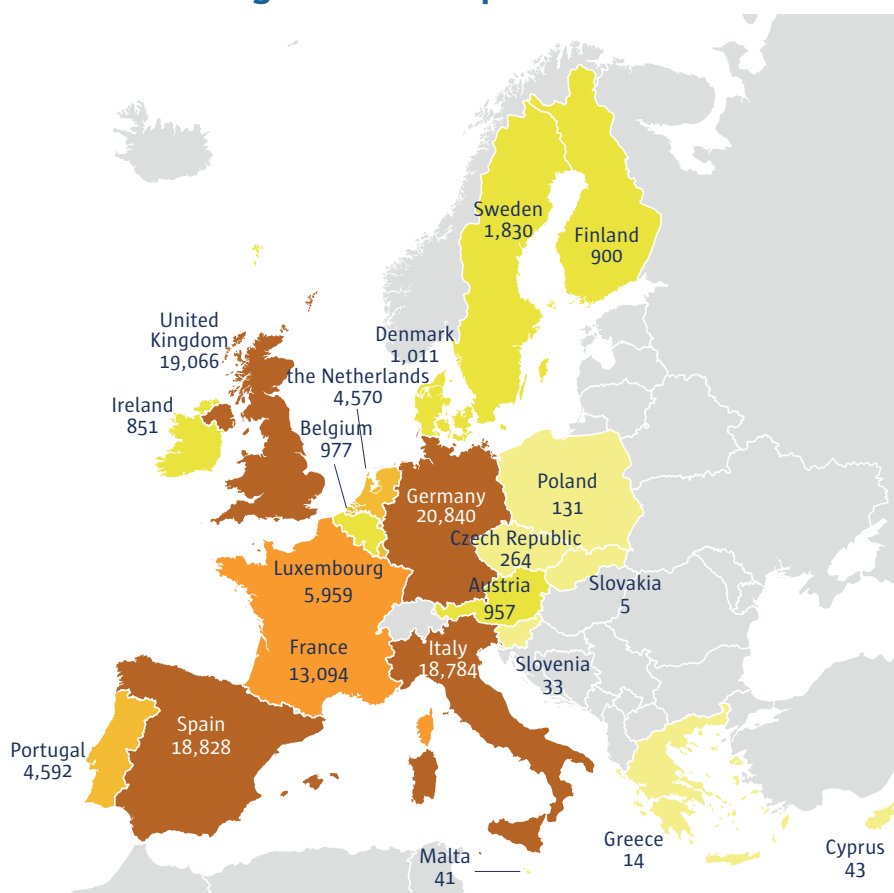 Sweden
1,830
Finland
900
United
Kingdom
19,066
Denmark
1,011
the Netherlands
4,570
Ireland
851
Belgium
977
Germany
20,840
Poland
131
Czech Republic
264
Luxembourg
5,959
Austria
957
Slovakia
5
France
13,094
Italy
18,784
Slovenia
33
Spain
18,828
Portugal
4,592
Greece
14
Cyprus
43
Malta
41